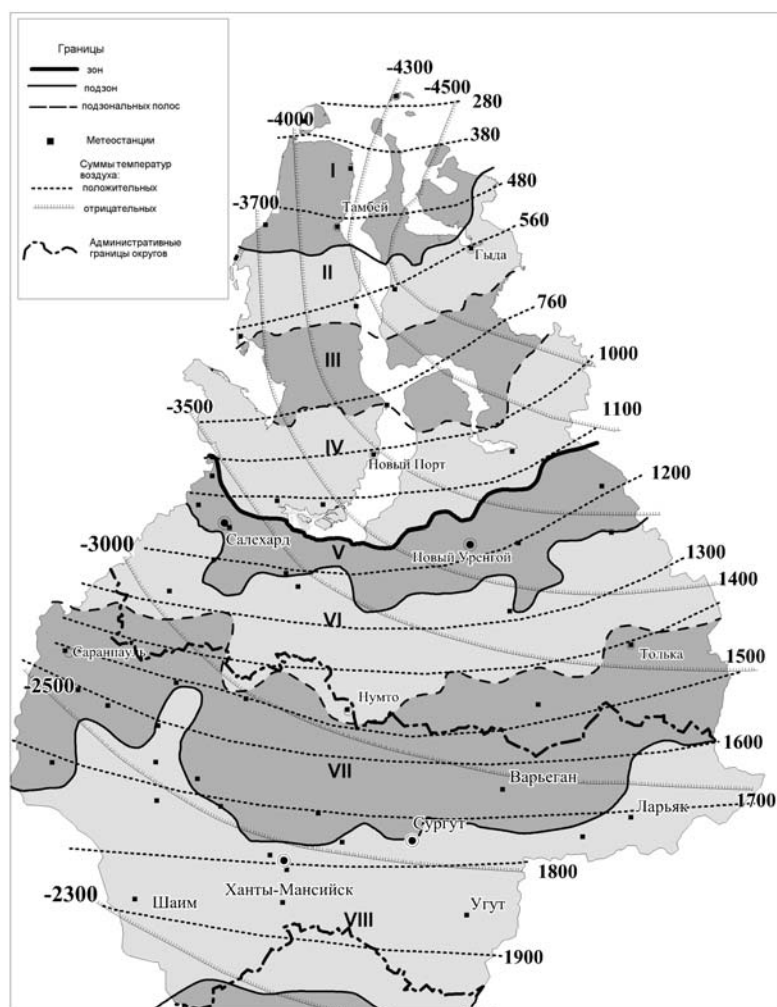 Границы
зон
подзон
подзональных полос
Метеостанции
Суммы температур
воздуха:
положительных
отрицательных
Административные
границы округов
-4300
-4500
280
-4000
380
I
480
-3700
Тамбей
560
Гыда
II
760
III
1000
-3500
1100
IV
Новый Порт
1200
Салехард
V
Новый Уренгой
-3000
1300
1400
VI
Саранпауль
Толька
1500
-2500
Нумто
1600
VII
Варьеган
1700
Ларьяк
Сургут
1800
Ханты-Мансийск
-2300
Шаим
Угут
VIII
1900